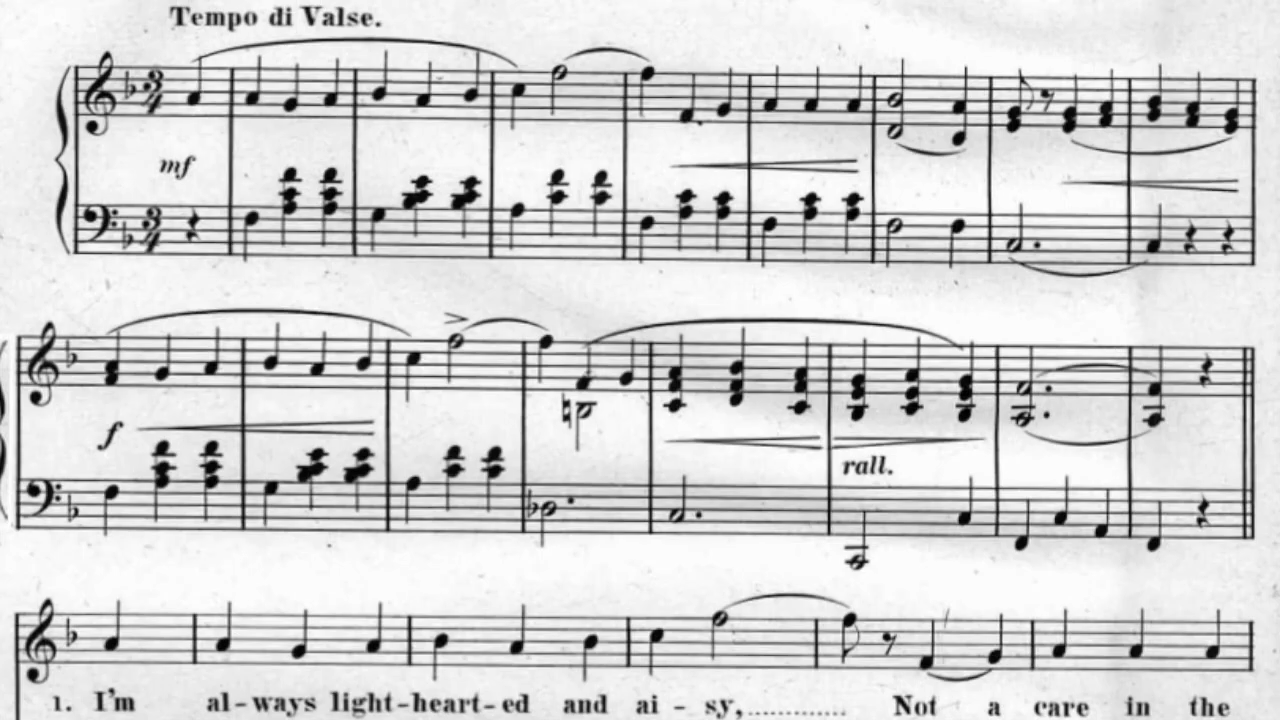 Tempo di Valse.
mf
f
rall.
1. I'm al-ways light-heart-ed and ai - sy,............. Not a care in the